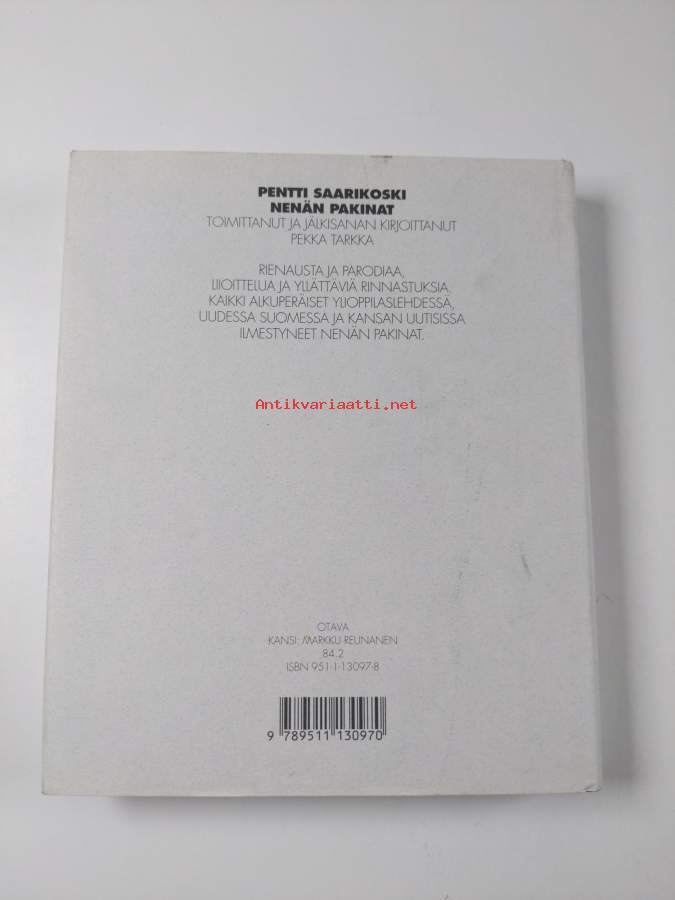 PENTTI SAARIKOSKI
NENÄN PAKINAT
TOIMITTANUT JA JÄLKISANAN KIRJOITTANUT
PEKKA TARKKA
RIENAUSTA JA PARODIAA,
LIIOITTELUA JA YLLÄTTÄVIÄ RINNASTUKSIA.
KAIKKI ALKUPERÄISET YLIOPPILASLEHDESSÄ,
UUDESSA SUOMESSA JA KANSAN UUTISISSA
ILMESTYNEET NENÄN PAKINAT.
Antikvariaatti.net
OTAVA
KANSI: MARKKU REUNANEN
84.2
ISBN 951-1-13097-8
9 789511 130970